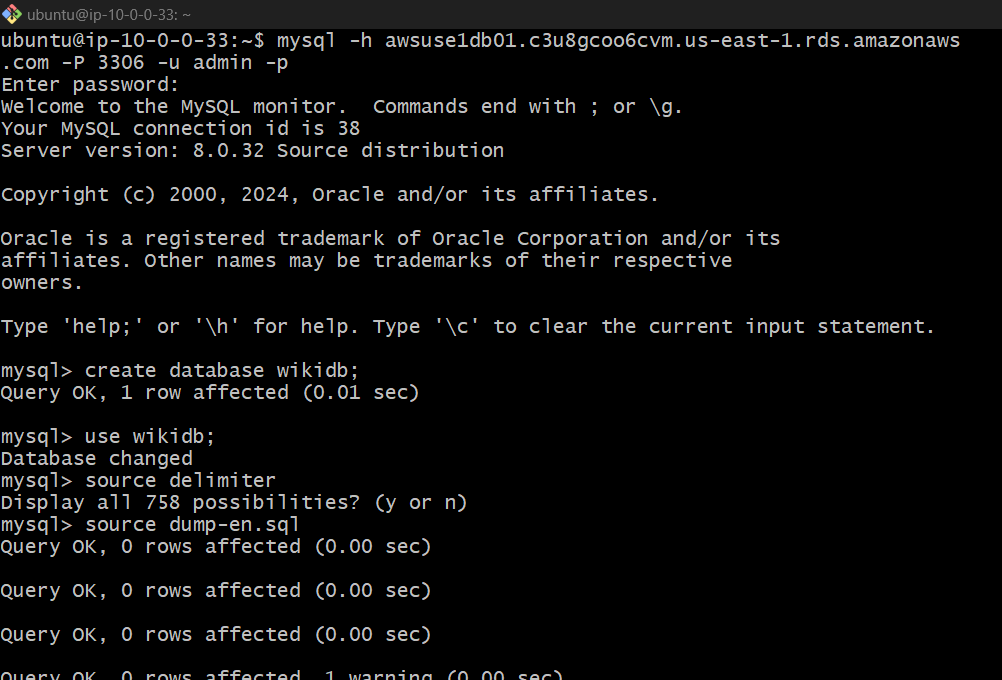 ubuntu@ip-10-0-0-33: ~
ubuntu@ip-10-0-0-33:~$ mysql -h awsuse1db01.c3u8gcoo6cvm.us-east-1.rds.amazonaws
.com -P 3306 -u admin -p
Enter password:
Welcome to the MySQL monitor.  Commands end with ; or \g.
Your MySQL connection id is 38
Server version: 8.0.32 Source distribution
Copyright (c) 2000, 2024, Oracle and/or its affiliates.
Oracle is a registered trademark of Oracle Corporation and/or its
affiliates. Other names may be trademarks of their respective
owners.
Type 'help;' or '\h' for help. Type '\c' to clear the current input statement.
mysql> create database wikidb;
Query OK, 1 row affected (0.01 sec)
mysql> use wikidb;
Database changed
mysql> source delimiter
Display all 758 possibilities? (y or n)
mysql> source dump-en.sql
Query OK, 0 rows affected (0.00 sec)
Query OK, 0 rows affected (0.00 sec)
Query OK, 0 rows affected (0.00 sec)
Query OK, 0 rows affected, 1 warning (0.00 sec)